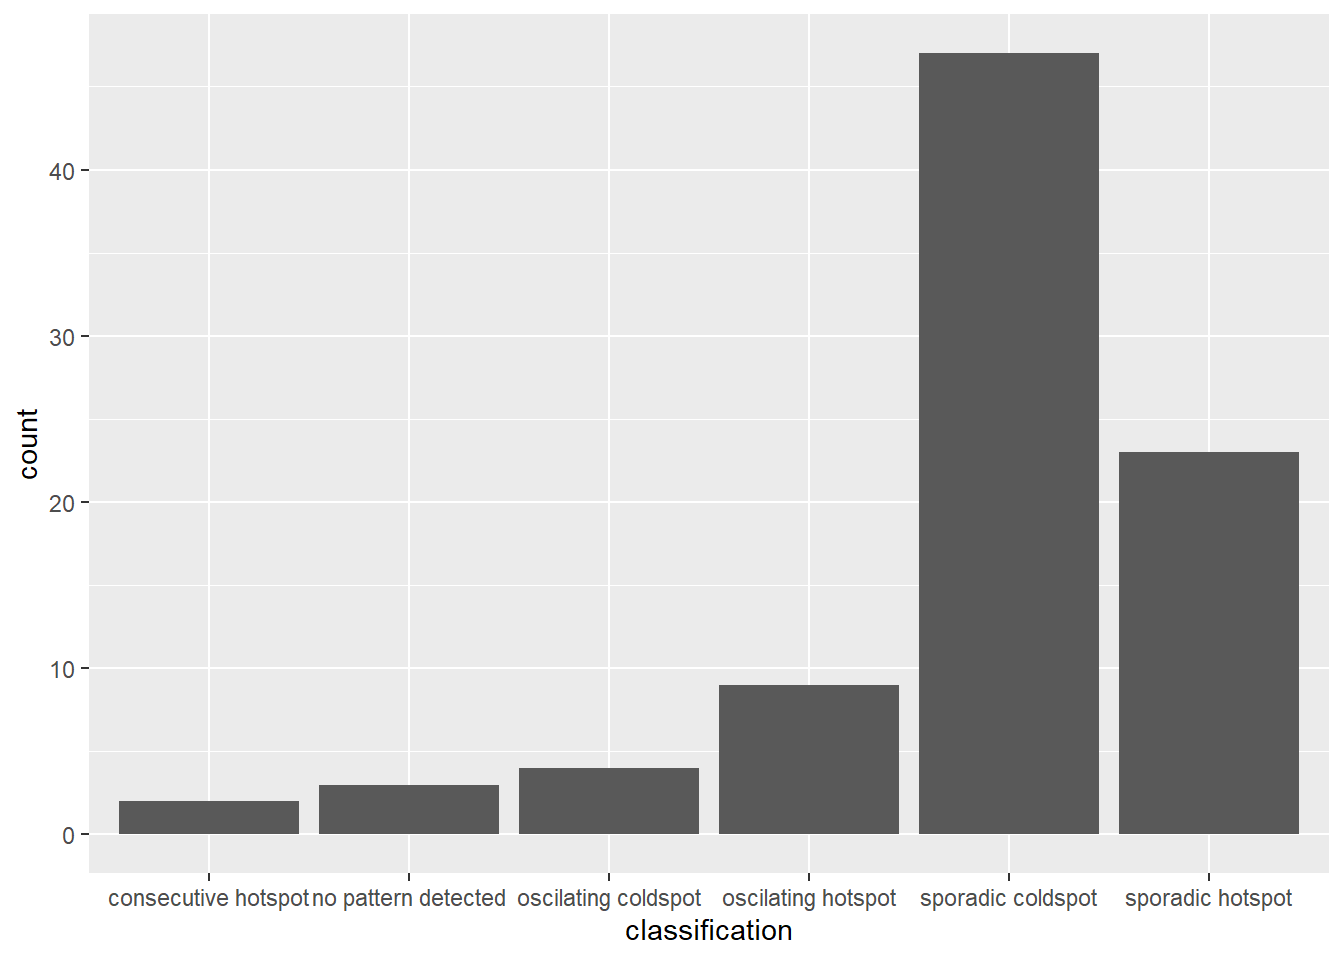 count
40
30
20
10
0
consecutive hotspot no pattern detected oscilating coldspot oscilating hotspot sporadic coldspot sporadic hotspot
classification